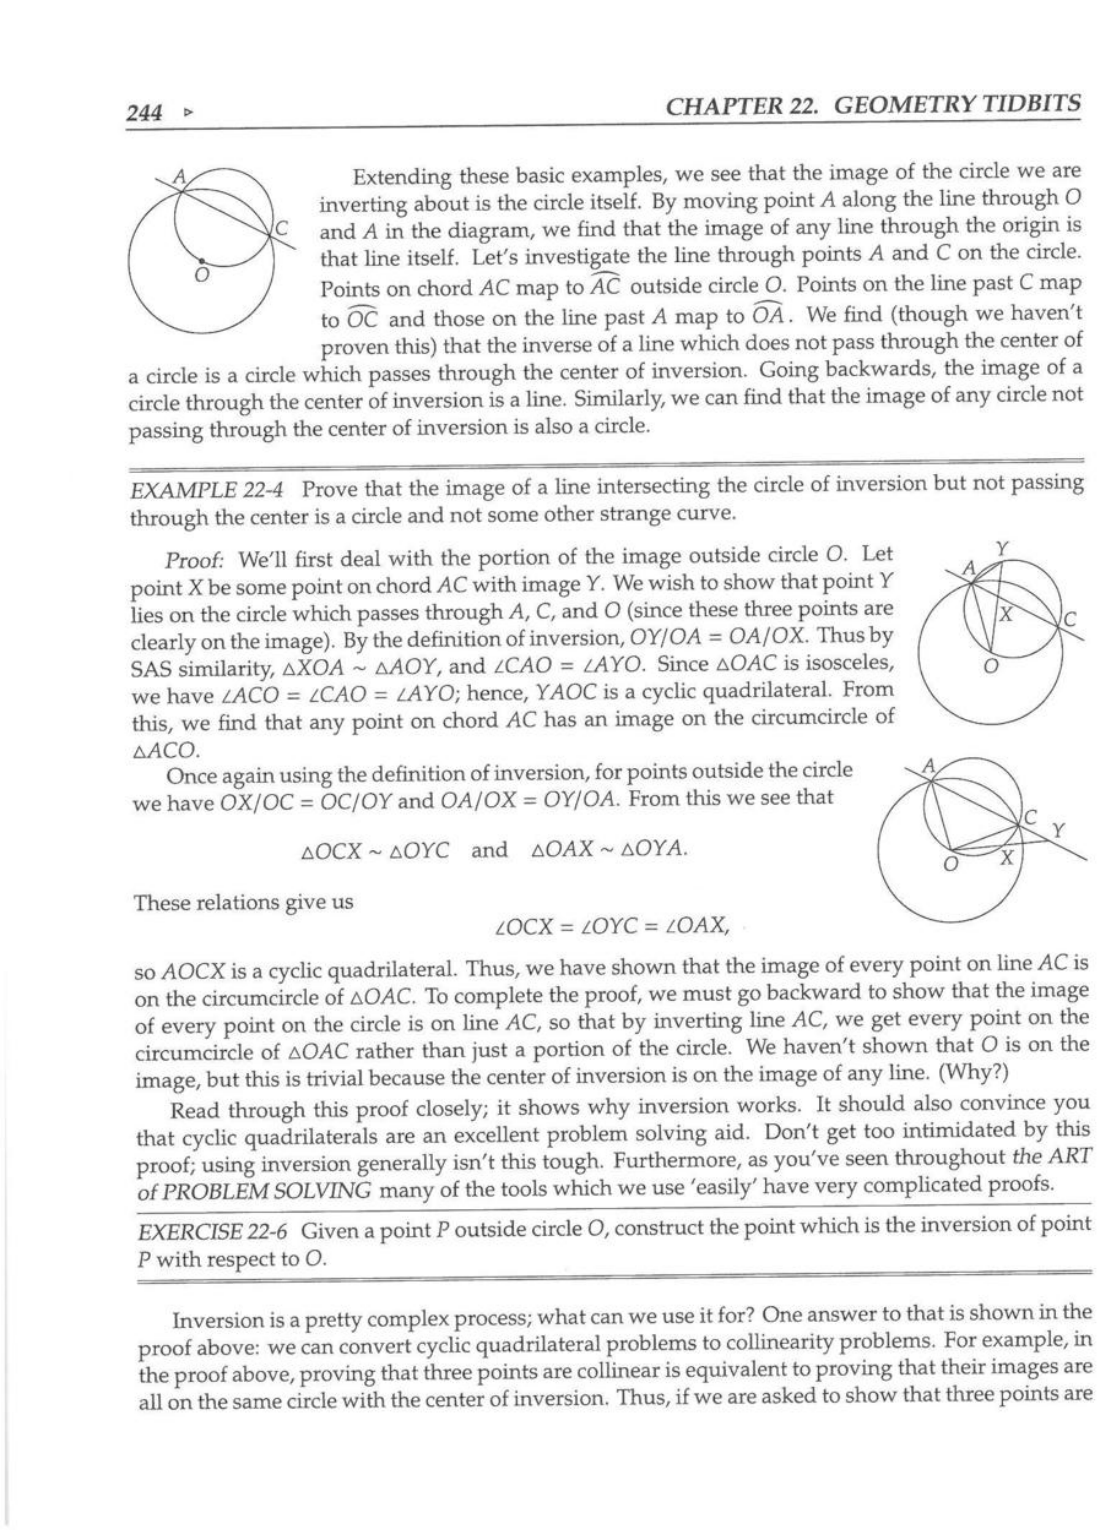 244 ▷ CHAPTER 22. GEOMETRY TIDBITS
A
C
O
Extending these basic examples, we see that the image of the circle we are
inverting about is the circle itself. By moving point A along the line through O
and A in the diagram, we find that the image of any line through the origin is
that line itself. Let's investigate the line through points A and C on the circle.
Points on chord AC map to A͡C outside circle O. Points on the line past C map
to O͡C and those on the line past A map to O͡A. We find (though we haven't
proven this) that the inverse of a line which does not pass through the center of
a circle is a circle which passes through the center of inversion. Going backwards, the image of a
circle through the center of inversion is a line. Similarly, we can find that the image of any circle not
passing through the center of inversion is also a circle.
EXAMPLE 22-4 Prove that the image of a line intersecting the circle of inversion but not passing
through the center is a circle and not some other strange curve.
Proof: We'll first deal with the portion of the image outside circle O. Let
point X be some point on chord AC with image Y. We wish to show that point Y
lies on the circle which passes through A, C, and O (since these three points are
clearly on the image). By the definition of inversion, OY/OA = OA/OX. Thus by
SAS similarity, △XOA ~ △AOY, and ∠CAO = ∠AYO. Since △OAC is isosceles,
we have ∠ACO = ∠CAO = ∠AYO; hence, YAOC is a cyclic quadrilateral. From
this, we find that any point on chord AC has an image on the circumcircle of
△ACO.
Y
A
X
C
O
Once again using the definition of inversion, for points outside the circle
we have OX/OC = OC/OY and OA/OX = OY/OA. From this we see that
△OCX ~ △OYC and △OAX ~ △OYA.
A
C
Y
O
X
These relations give us
∠OCX = ∠OYC = ∠OAX,
so AOCX is a cyclic quadrilateral. Thus, we have shown that the image of every point on line AC is
on the circumcircle of △OAC. To complete the proof, we must go backward to show that the image
of every point on the circle is on line AC, so that by inverting line AC, we get every point on the
circumcircle of △OAC rather than just a portion of the circle. We haven't shown that O is on the
image, but this is trivial because the center of inversion is on the image of any line. (Why?)
Read through this proof closely; it shows why inversion works. It should also convince you
that cyclic quadrilaterals are an excellent problem solving aid. Don't get too intimidated by this
proof; using inversion generally isn't this tough. Furthermore, as you've seen throughout the ART
of PROBLEM SOLVING many of the tools which we use 'easily' have very complicated proofs.
EXERCISE 22-6 Given a point P outside circle O, construct the point which is the inversion of point
P with respect to O.
Inversion is a pretty complex process; what can we use it for? One answer to that is shown in the
proof above: we can convert cyclic quadrilateral problems to collinearity problems. For example, in
the proof above, proving that three points are collinear is equivalent to proving that their images are
all on the same circle with the center of inversion. Thus, if we are asked to show that three points are